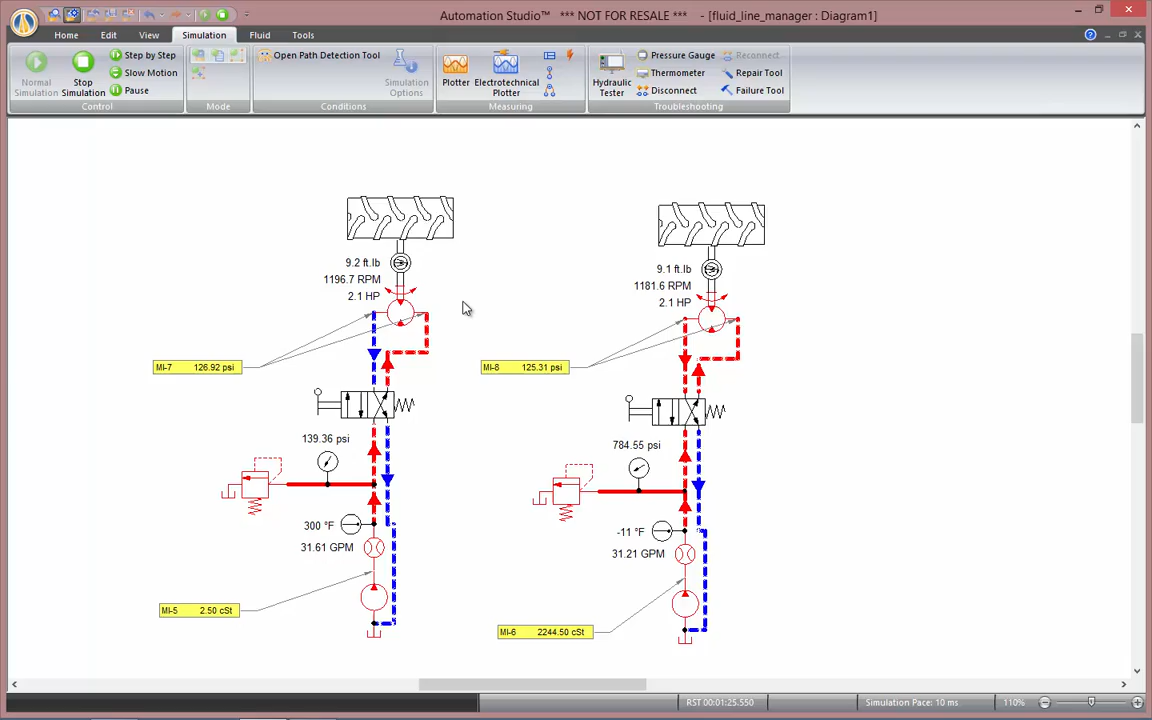 Automation Studio™ *** NOT FOR RESALE *** - [fluid_line_manager : Diagram1]
Home Edit View Simulation Fluid Tools
Normal Simulation
Stop Simulation
Step by Step
Slow Motion
Pause
Control
Mode
Open Path Detection Tool
Simulation Options
Conditions
Plotter
Electrotechnical Plotter
Measuring
Hydraulic Tester
Pressure Gauge
Thermometer
Disconnect
Reconnect
Repair Tool
Failure Tool
Troubleshooting
9.2 ft.lb
1196.7 RPM
2.1 HP
MI-7 126.92 psi
139.36 psi
300 °F
31.61 GPM
MI-5 2.50 cSt
9.1 ft.lb
1181.6 RPM
2.1 HP
MI-8 125.31 psi
784.55 psi
-11 °F
31.21 GPM
MI-6 2244.50 cSt
RST 00:01:25.550
Simulation Pace: 10 ms
110%